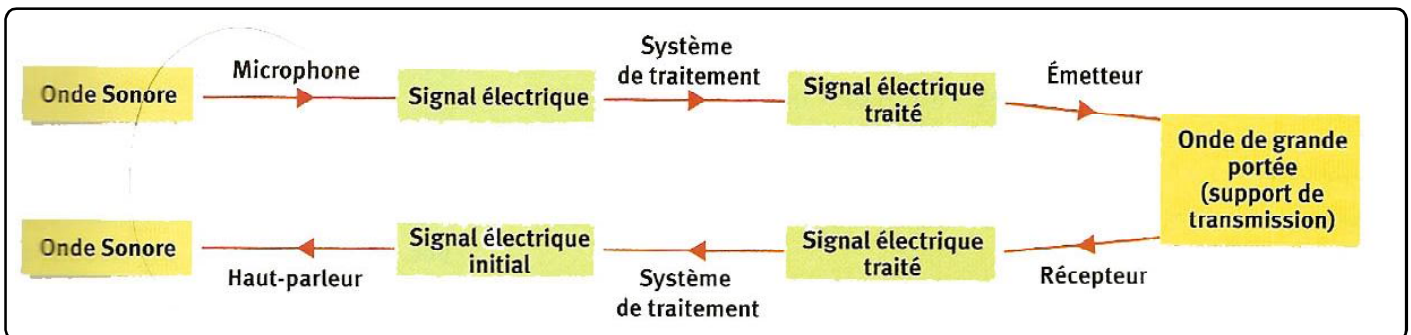 Onde Sonore
Microphone
Signal électrique
Système
de traitement
Signal électrique
traité
Émetteur
Onde de grande
portée
(support de
transmission)
Récepteur
Signal électrique
traité
Système
de traitement
Signal électrique
initial
Haut-parleur
Onde Sonore